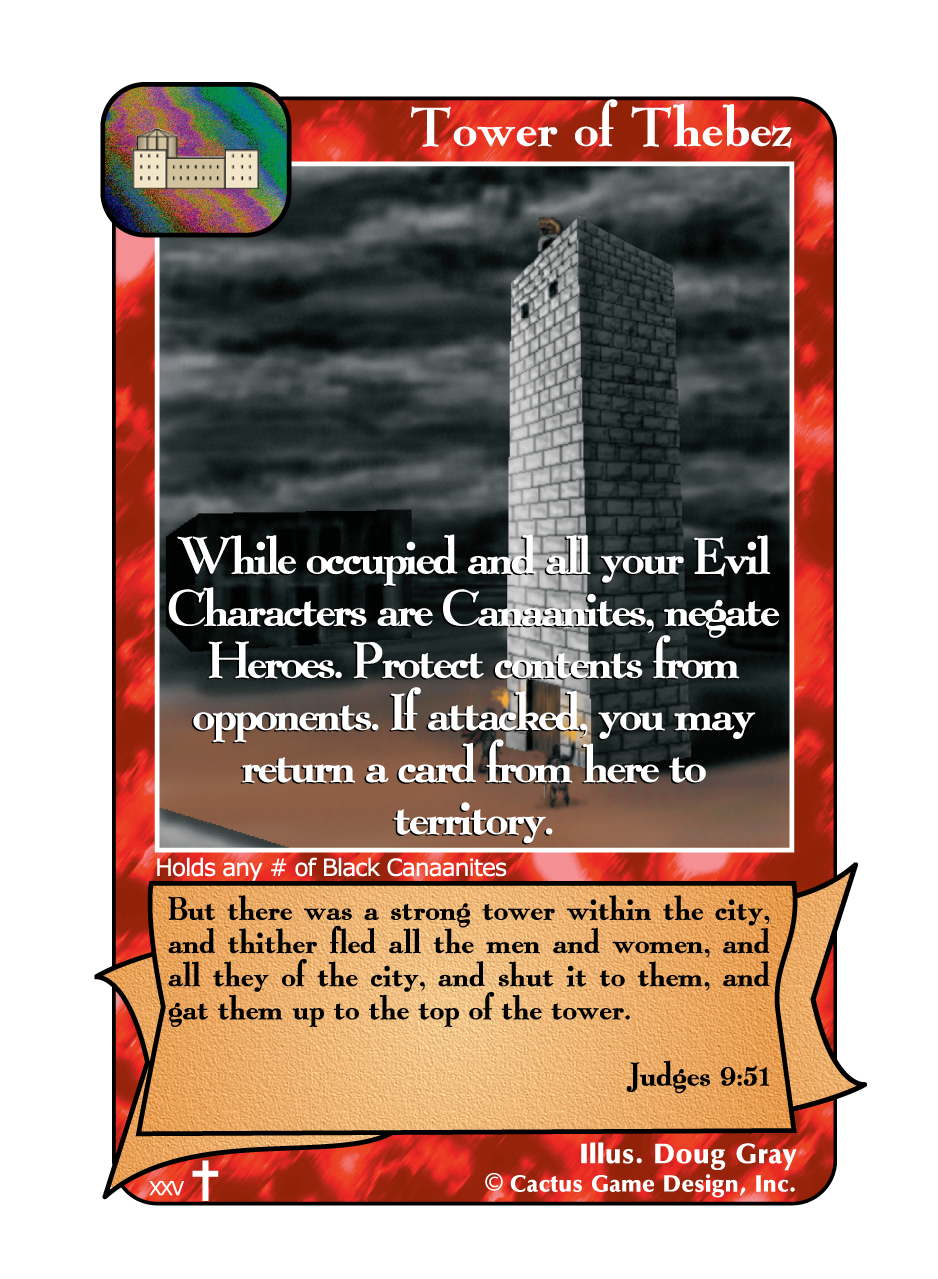 Tower of Thebez
While occupied and all your Evil
Characters are Canaanites, negate
Heroes. Protect contents from
opponents. If attacked, you may
return a card from here to
territory.
Holds any # of Black Canaanites
But there was a strong tower within the city,
and thither fled all the men and women, and
all they of the city, and shut it to them, and
gat them up to the top of the tower.
Judges 9:51
Illus. Doug Gray
XXV
© Cactus Game Design, Inc.